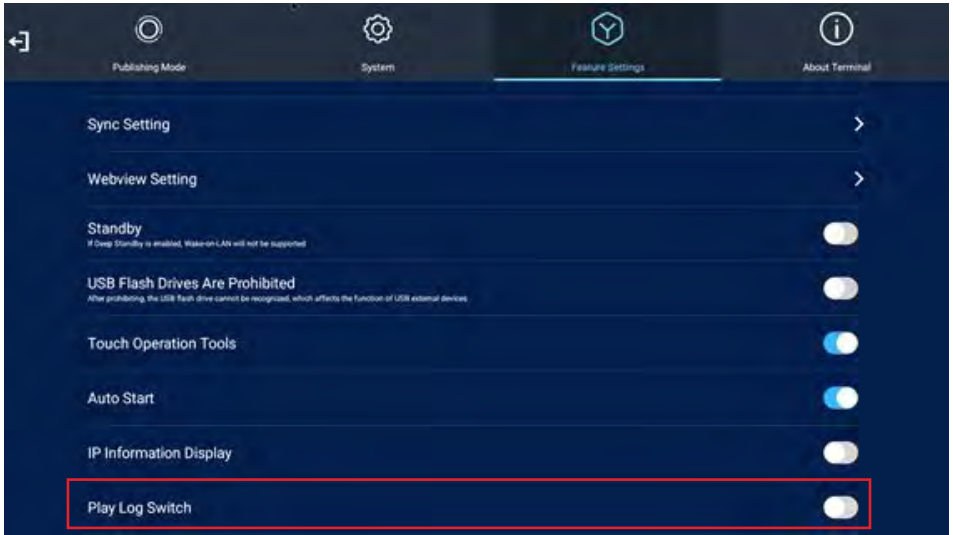 Publishing Mode
System
Feature Settings
About Terminal
Sync Setting
Webview Setting
Standby
If Deep Standby is enabled, Wake-on-LAN will not be supported
USB Flash Drives Are Prohibited
After prohibiting, the USB flash drive cannot be recognized, which affects the function of USB external devices
Touch Operation Tools
Auto Start
IP Information Display
Play Log Switch